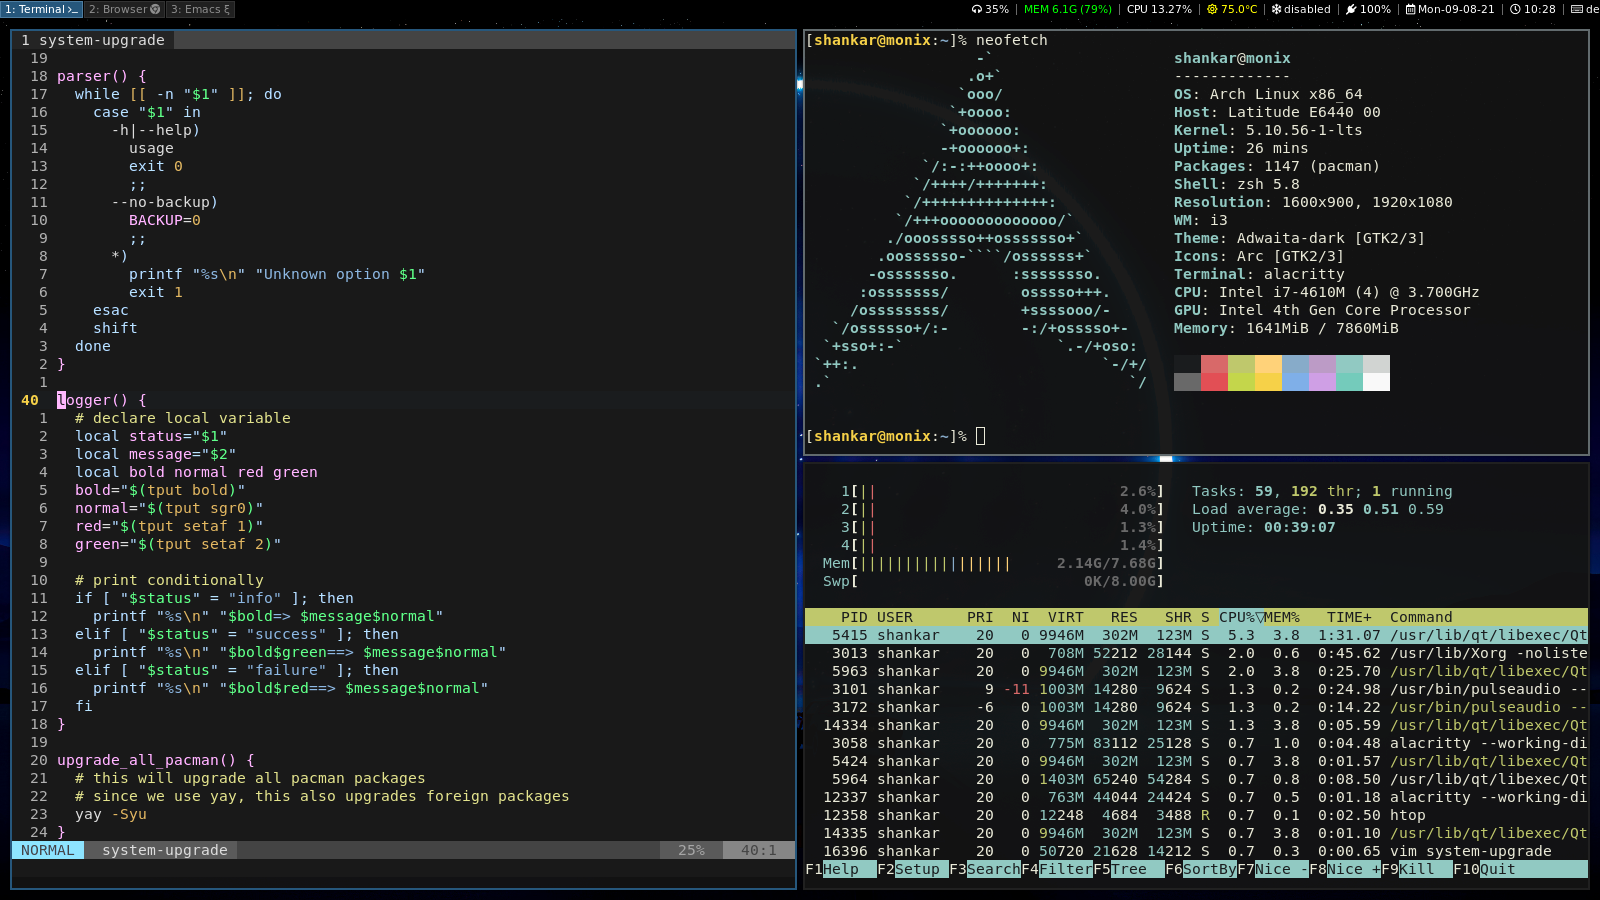 1: Terminal >_ 2: Browser 3: Emacs ξ
35% | MEM 6.1G (79%) | CPU 13.27% | 75.0°C | disabled | 100% | Mon-09-08-21 | 10:28 | de
1 system-upgrade
19
18 parser() {
17   while [[ -n "$1" ]]; do
16     case "$1" in
15       -h|--help)
14         usage
13         exit 0
12         ;;
11       --no-backup)
10         BACKUP=0
9         ;;
8       *)
7         printf "%s\n" "Unknown option $1"
6         exit 1
5     esac
4     shift
3   done
2 }
1
40 logger() {
1   # declare local variable
2   local status="$1"
3   local message="$2"
4   local bold normal red green
5   bold="$(tput bold)"
6   normal="$(tput sgr0)"
7   red="$(tput setaf 1)"
8   green="$(tput setaf 2)"
9
10   # print conditionally
11   if [ "$status" = "info" ]; then
12     printf "%s\n" "$bold=> $message$normal"
13   elif [ "$status" = "success" ]; then
14     printf "%s\n" "$bold$green==> $message$normal"
15   elif [ "$status" = "failure" ]; then
16     printf "%s\n" "$bold$red==> $message$normal"
17   fi
18 }
19
20 upgrade_all_pacman() {
21   # this will upgrade all pacman packages
22   # since we use yay, this also upgrades foreign packages
23   yay -Syu
24 }
NORMAL system-upgrade 25% 40:1
[shankar@monix:~]% neofetch
                   -`
                  .o+`
                 `ooo/
                `+oooo:
               `+oooooo:
               -+oooooo+:
             `/:-:++oooo+:
            `/++++/+++++++:
           `/++++++++++++++:
          `/+++ooooooooooooo/`
         ./ooosssso++osssssso+`
        .oossssso-````/ossssss+`
       -osssssso.      :ssssssso.
      :osssssss/        osssso+++.
     /ossssssss/        +ssssooo/-
   `/ossssso+/:-        -:/+osssso+-
  `+sso+:-`                 `.-/+oso:
 `++:.                           `-/+/
 .`                                 `/
shankar@monix
-------------
OS: Arch Linux x86_64
Host: Latitude E6440 00
Kernel: 5.10.56-1-lts
Uptime: 26 mins
Packages: 1147 (pacman)
Shell: zsh 5.8
Resolution: 1600x900, 1920x1080
WM: i3
Theme: Adwaita-dark [GTK2/3]
Icons: Arc [GTK2/3]
Terminal: alacritty
CPU: Intel i7-4610M (4) @ 3.700GHz
GPU: Intel 4th Gen Core Processor
Memory: 1641MiB / 7860MiB
[shankar@monix:~]%
1[|| 2.6%]
2[|| 4.0%]
3[|| 1.3%]
4[|| 1.4%]
Mem[||||||||||||||||| 2.14G/7.68G]
Swp[ 0K/8.00G]
Tasks: 59, 192 thr; 1 running
Load average: 0.35 0.51 0.59
Uptime: 00:39:07
PID USER PRI NI VIRT RES SHR S CPU%▽MEM% TIME+ Command
5415 shankar 20 0 9946M 302M 123M S 5.3 3.8 1:31.07 /usr/lib/qt/libexec/Qt
3013 shankar 20 0 708M 52212 28144 S 2.0 0.6 0:45.62 /usr/lib/Xorg -noliste
5963 shankar 20 0 9946M 302M 123M S 2.0 3.8 0:25.70 /usr/lib/qt/libexec/Qt
3101 shankar 9 -11 1003M 14280 9624 S 1.3 0.2 0:24.98 /usr/bin/pulseaudio --
3172 shankar -6 0 1003M 14280 9624 S 1.3 0.2 0:14.22 /usr/bin/pulseaudio --
14334 shankar 20 0 9946M 302M 123M S 1.3 3.8 0:05.59 /usr/lib/qt/libexec/Qt
3058 shankar 20 0 775M 83112 25128 S 0.7 1.0 0:04.48 alacritty --working-di
5424 shankar 20 0 9946M 302M 123M S 0.7 3.8 0:01.57 /usr/lib/qt/libexec/Qt
5964 shankar 20 0 1403M 65240 54284 S 0.7 0.8 0:08.50 /usr/lib/qt/libexec/Qt
12337 shankar 20 0 763M 44044 24424 S 0.7 0.5 0:01.18 alacritty --working-di
12358 shankar 20 0 12248 4684 3488 R 0.7 0.1 0:02.50 htop
14335 shankar 20 0 9946M 302M 123M S 0.7 3.8 0:01.10 /usr/lib/qt/libexec/Qt
16396 shankar 20 0 50720 21628 14212 S 0.7 0.3 0:00.65 vim system-upgrade
F1Help F2Setup F3SearchF4FilterF5Tree F6SortByF7Nice -F8Nice +F9Kill F10Quit